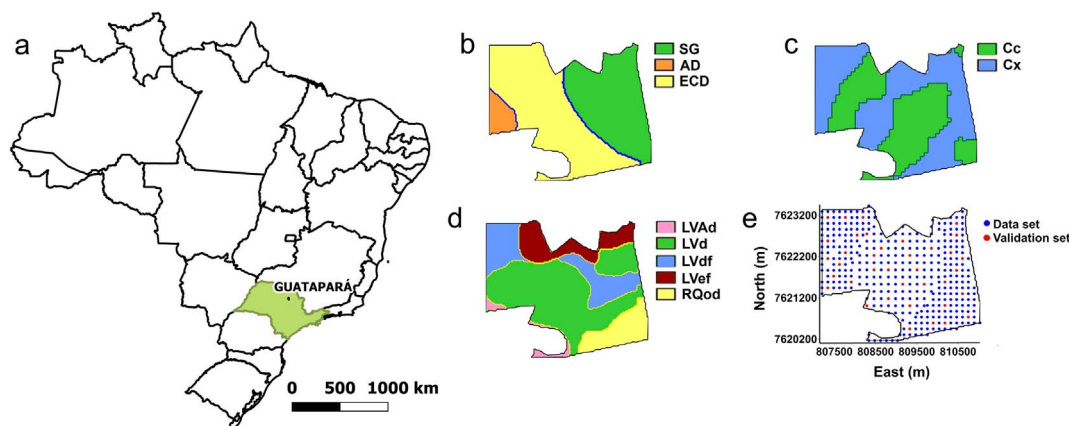 a
GUATAPARÁ
0 500 1000 km
b
SG
AD
ECD
c
Cc
Cx
d
LVAd
LVd
LVdf
LVef
RQod
e
Data set
Validation set
North (m)
7623200
7622200
7621200
7620200
807500 808500 809500 810500
East (m)